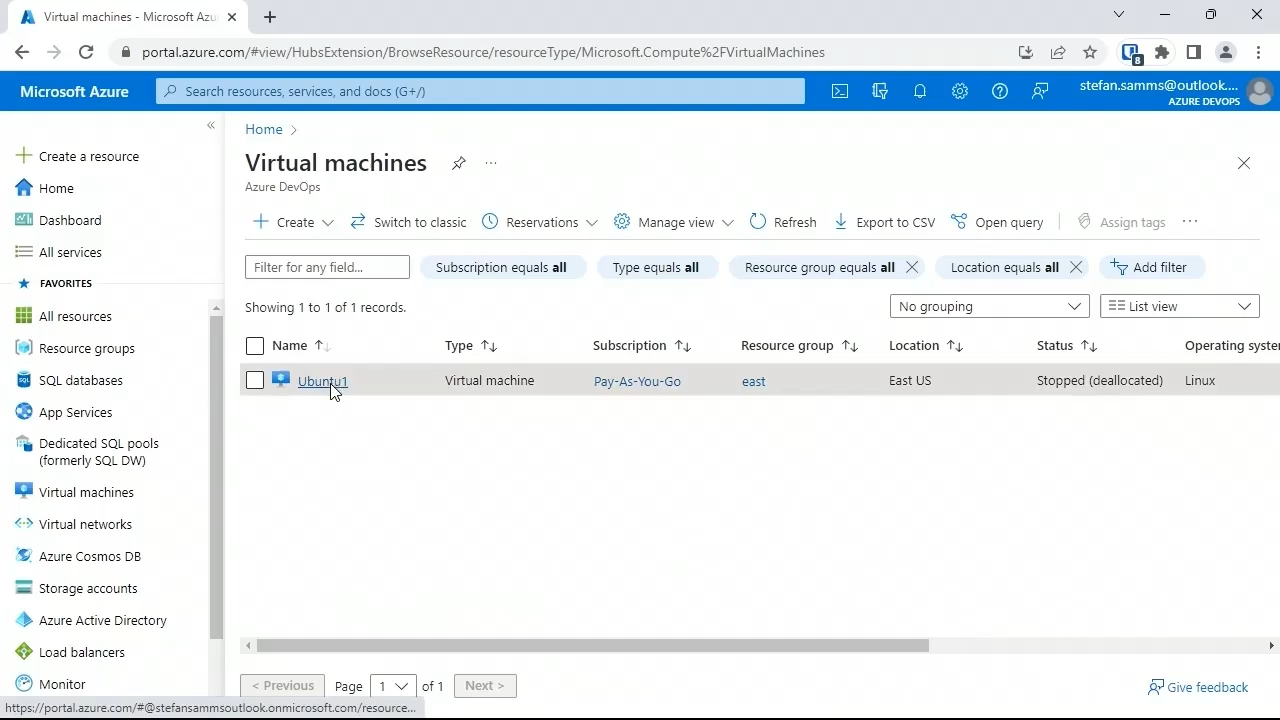 Virtual machines - Microsoft Azu
portal.azure.com/#view/HubsExtension/BrowseResource/resourceType/Microsoft.Compute%2FVirtualMachines
8
Microsoft Azure
Search resources, services, and docs (G+/)
stefan.samms@outlook....
AZURE DEVOPS
Create a resource
Home
Dashboard
All services
FAVORITES
All resources
Resource groups
SQL databases
App Services
Dedicated SQL pools
(formerly SQL DW)
Virtual machines
Virtual networks
Azure Cosmos DB
Storage accounts
Azure Active Directory
Load balancers
Monitor
Home
Virtual machines
Azure DevOps
Create Switch to classic Reservations Manage view Refresh Export to CSV Open query Assign tags
Filter for any field... Subscription equals all Type equals all Resource group equals all Location equals all Add filter
Showing 1 to 1 of 1 records. No grouping List view
Name Type Subscription Resource group Location Status Operating syste
Ubuntu1 Virtual machine Pay-As-You-Go east East US Stopped (deallocated) Linux
< Previous Page 1 of 1 Next > Give feedback
https://portal.azure.com/#@stefansammsoutlook.onmicrosoft.com/resource...